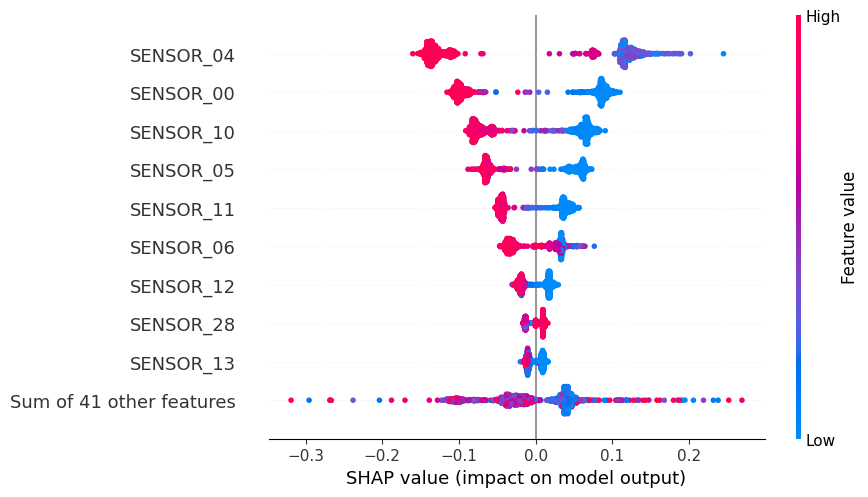 High
SENSOR_04
SENSOR_00
SENSOR_10
SENSOR_05
SENSOR_11
SENSOR_06
SENSOR_12
SENSOR_28
SENSOR_13
Sum of 41 other features
Feature value
Low
−0.3 −0.2 −0.1 0.0 0.1 0.2
SHAP value (impact on model output)